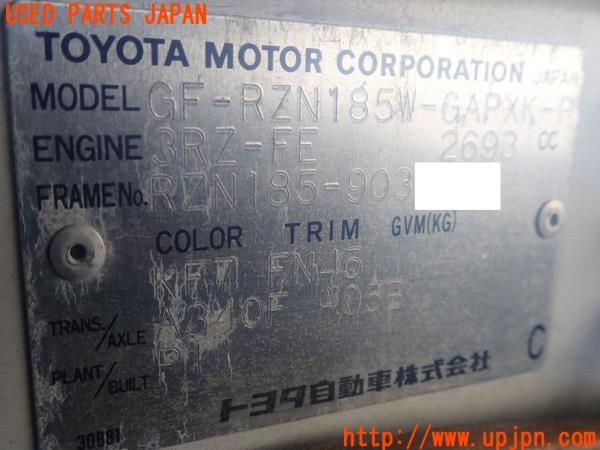 USED PARTS JAPAN
TOYOTA MOTOR CORPORATION JAPAN
MODEL GF-RZN185W-GAPXK-P
ENGINE 3RZ-FE 2693 CC
FRAME No. RZN185-903
COLOR TRIM GVM(KG)
KF7 FN45
TRANS./AXLE A340F A03B
PLANT/BUILT P11
トヨタ自動車株式会社 C
30881
http://www.upjpn.com/